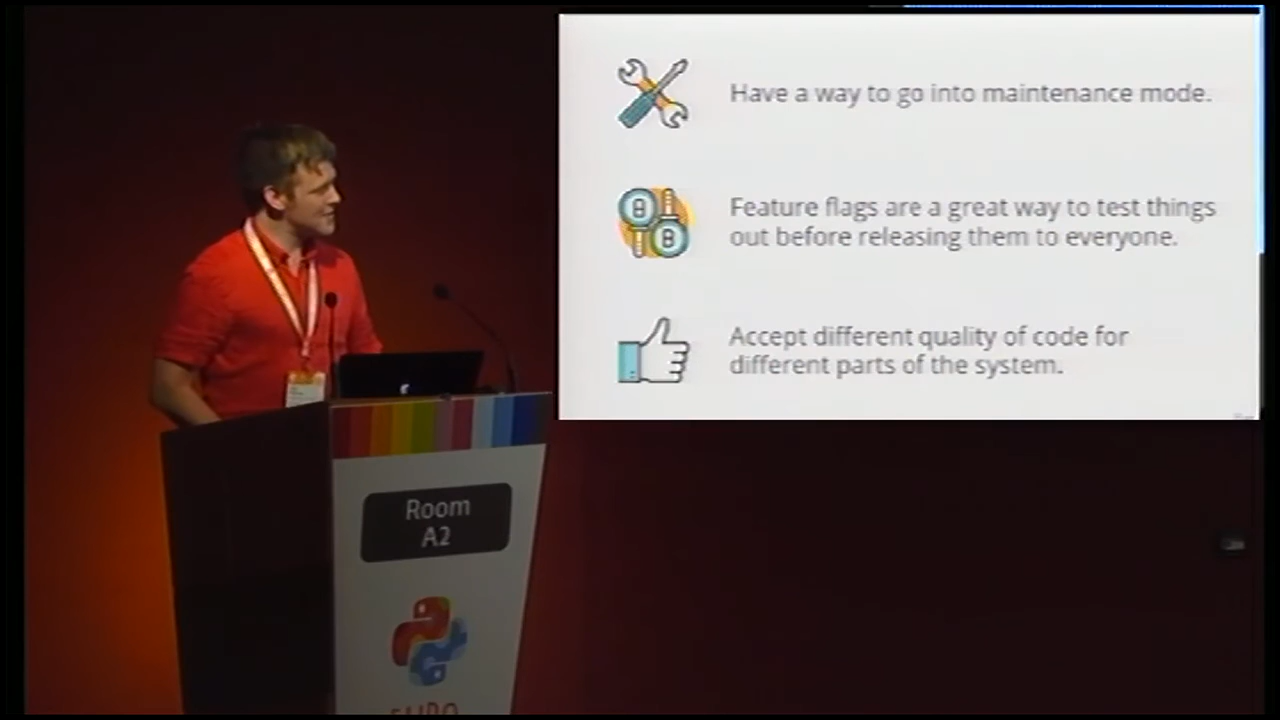 Have a way to go into maintenance mode.
Feature flags are a great way to test things
out before releasing them to everyone.
Accept different quality of code for
different parts of the system.
A
B
Room
A2
EURO